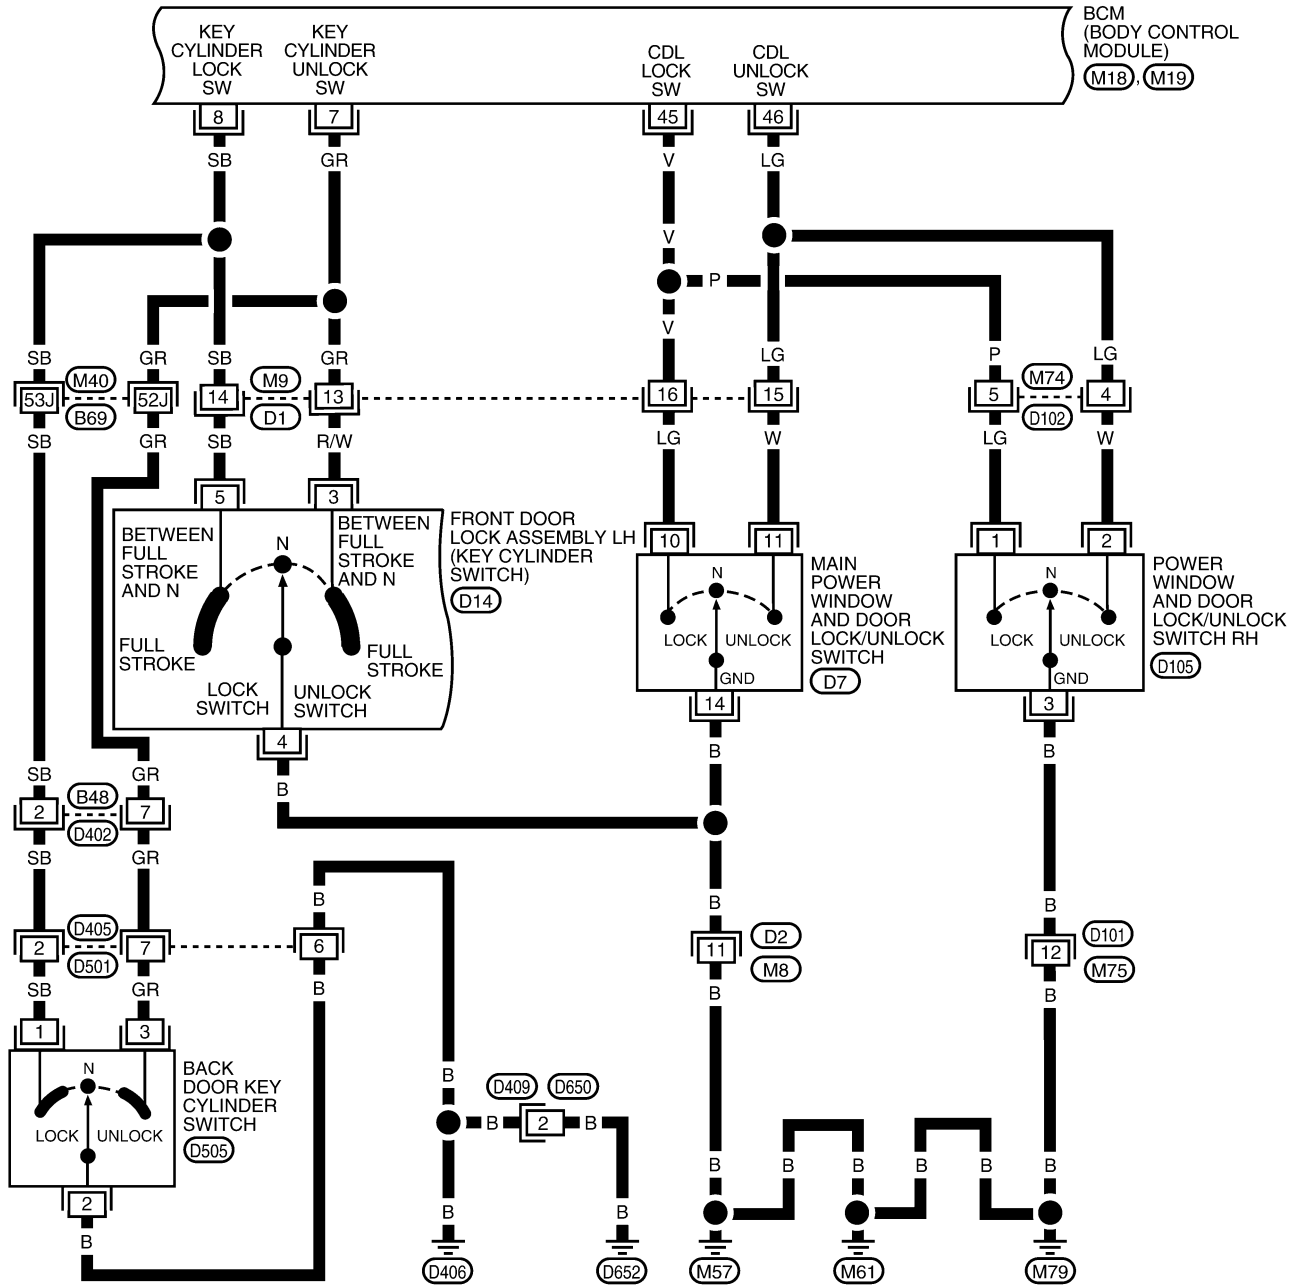 BCM
(BODY CONTROL
MODULE)
M18, M19
KEY
CYLINDER
LOCK
SW
KEY
CYLINDER
UNLOCK
SW
CDL
LOCK
SW
CDL
UNLOCK
SW
8
7
45
46
SB
GR
V
LG
V
P
V
SB
GR
SB
GR
LG
P
LG
53J
M40
B69
52J
14
M9
D1
13
16
15
5
M74
D102
4
SB
GR
SB
R/W
LG
W
LG
W
5
3
10
11
1
2
BETWEEN
FULL
STROKE
AND N
N
BETWEEN
FULL
STROKE
AND N
FULL
STROKE
FULL
STROKE
LOCK
SWITCH
UNLOCK
SWITCH
4
FRONT DOOR
LOCK ASSEMBLY LH
(KEY CYLINDER
SWITCH)
D14
N
LOCK
UNLOCK
GND
14
MAIN
POWER
WINDOW
AND DOOR
LOCK/UNLOCK
SWITCH
D7
N
LOCK
UNLOCK
GND
3
POWER
WINDOW
AND DOOR
LOCK/UNLOCK
SWITCH RH
D105
B
B
B
SB
GR
2
B48
D402
7
SB
GR
B
B
B
2
D405
D501
7
6
11
D2
M8
12
D101
M75
SB
GR
B
B
B
1
3
N
LOCK
UNLOCK
2
BACK
DOOR KEY
CYLINDER
SWITCH
D505
B
B
B
D409
D650
2
B
B
B
B
B
B
B
B
B
B
D406
D652
M57
M61
M79